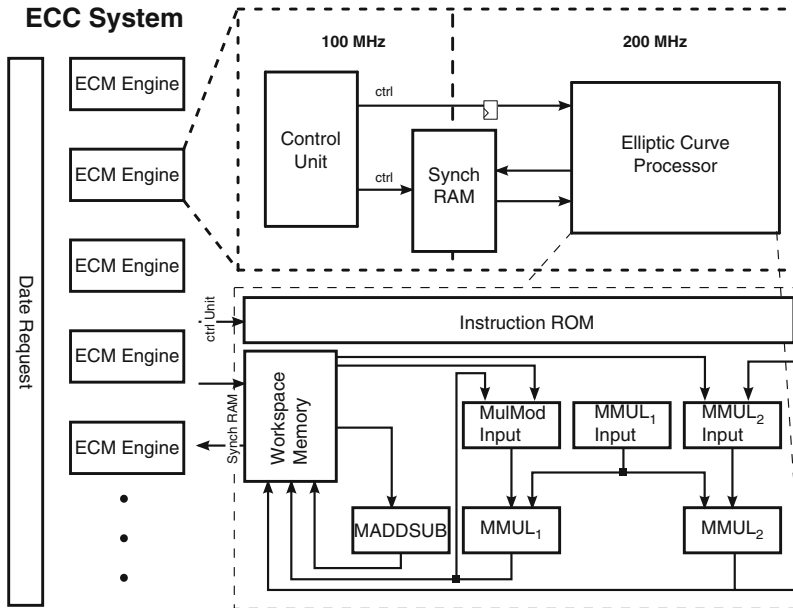 ECC System
Date Request
ECM Engine
ECM Engine
ECM Engine
ECM Engine
ECM Engine
100 MHz
200 MHz
Control
Unit
ctrl
ctrl
Synch
RAM
Elliptic Curve
Processor
ctrl Unit
Instruction ROM
Synch RAM
Workspace
Memory
MulMod
Input
MMUL₁
Input
MMUL₂
Input
MADDSUB
MMUL₁
MMUL₂